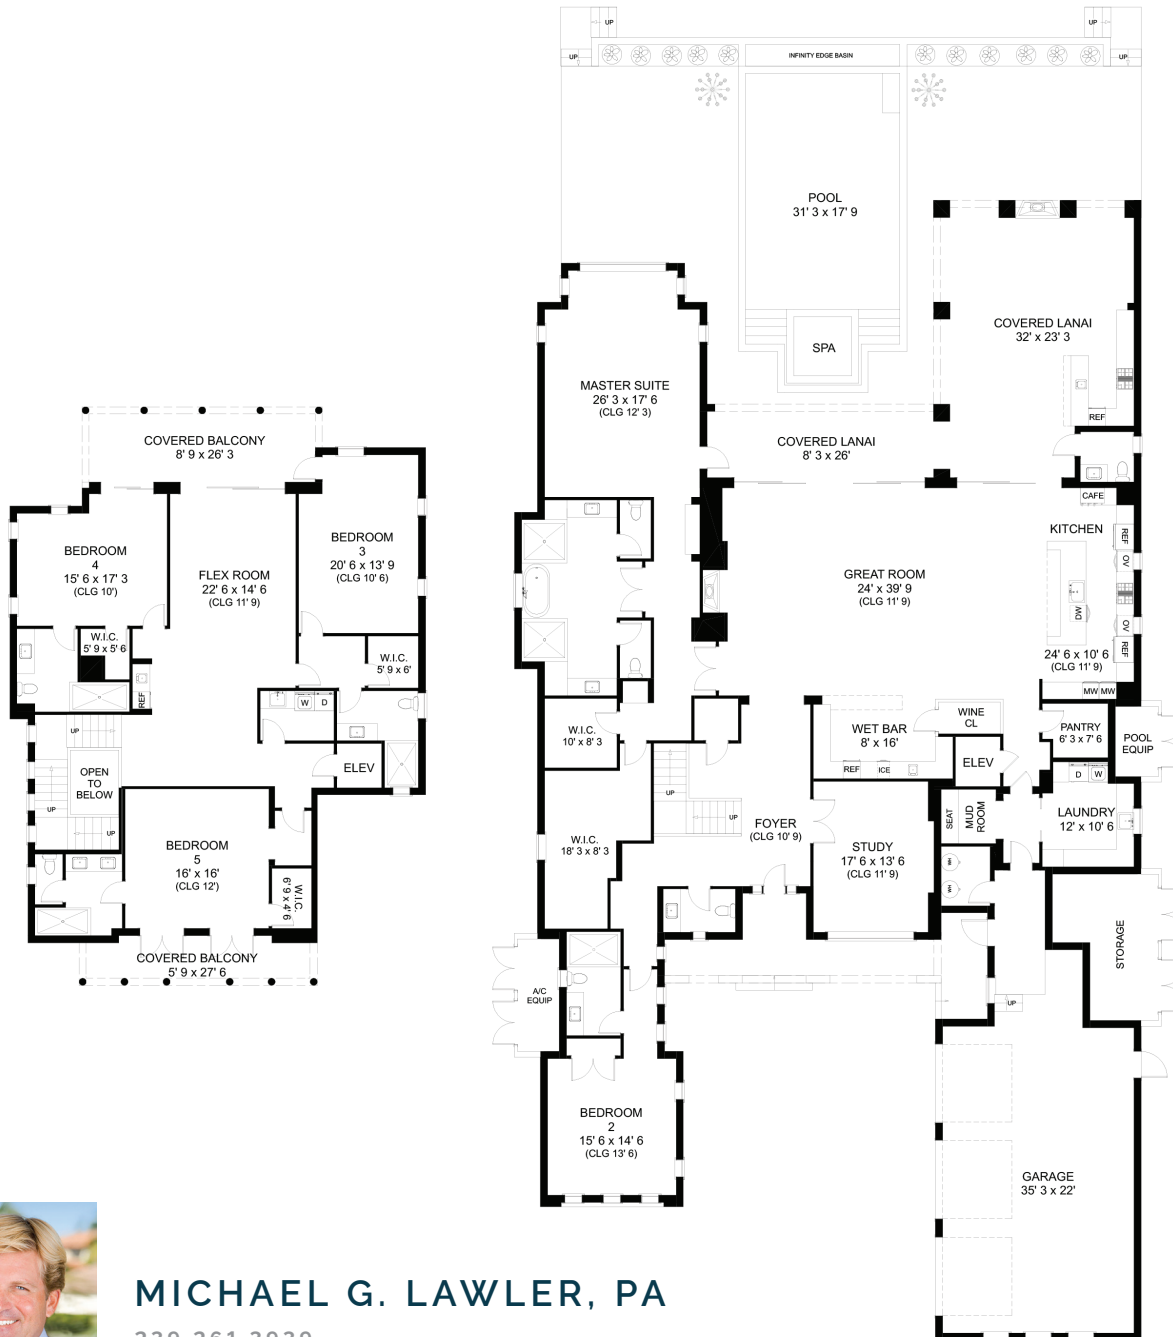 UP
UP
UP
INFINITY EDGE BASIN
UP
POOL
31' 3 x 17' 9
SPA
COVERED LANAI
32' x 23' 3
REF
MASTER SUITE
26' 3 x 17' 6
(CLG 12' 3)
COVERED LANAI
8' 3 x 26'
CAFE
KITCHEN
REF
OV
DW
OV
REF
24' 6 x 10' 6
(CLG 11' 9)
MW MW
GREAT ROOM
24' x 39' 9
(CLG 11' 9)
W.I.C.
10' x 8' 3
WET BAR
8' x 16'
REF
ICE
WINE
CL
ELEV
PANTRY
6' 3 x 7' 6
POOL
EQUIP
D
W
LAUNDRY
12' x 10' 6
SEAT
MUD
ROOM
WH
WH
UP
UP
FOYER
(CLG 10' 9)
STUDY
17' 6 x 13' 6
(CLG 11' 9)
W.I.C.
18' 3 x 8' 3
STORAGE
A/C
EQUIP
UP
BEDROOM
2
15' 6 x 14' 6
(CLG 13' 6)
GARAGE
35' 3 x 22'
COVERED BALCONY
8' 9 x 26' 3
BEDROOM
4
15' 6 x 17' 3
(CLG 10')
FLEX ROOM
22' 6 x 14' 6
(CLG 11' 9)
BEDROOM
3
20' 6 x 13' 9
(CLG 10' 6)
W.I.C.
5' 9 x 5' 6
W.I.C.
5' 9 x 6'
REF
W
D
UP
OPEN
TO
BELOW
UP
UP
ELEV
BEDROOM
5
16' x 16'
(CLG 12')
W.I.C.
6' 9 x 4' 6
COVERED BALCONY
5' 9 x 27' 6
MICHAEL G. LAWLER, PA